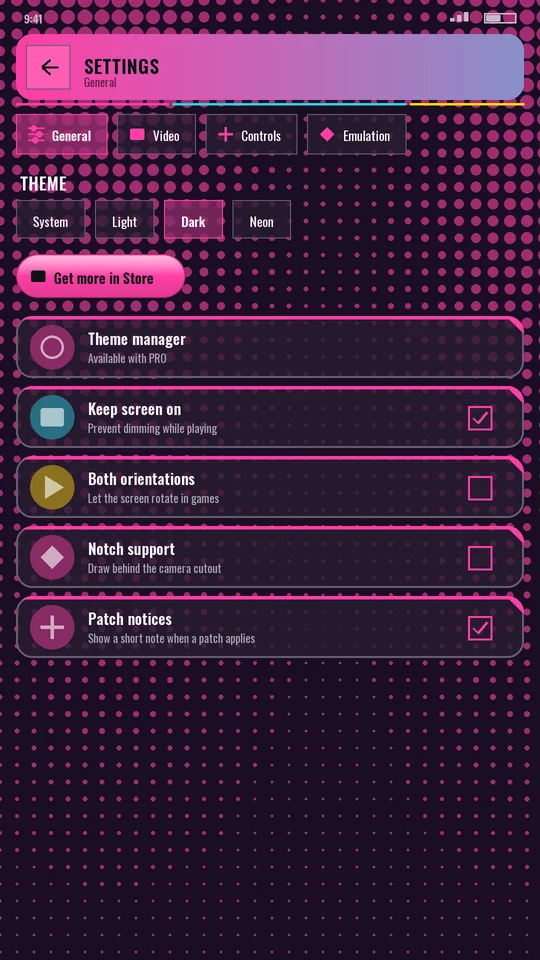 9:41
SETTINGS
General
General
Video
Controls
Emulation
THEME
System
Light
Dark
Neon
Get more in Store
Theme manager
Available with PRO
Keep screen on
Prevent dimming while playing
Both orientations
Let the screen rotate in games
Notch support
Draw behind the camera cutout
Patch notices
Show a short note when a patch applies